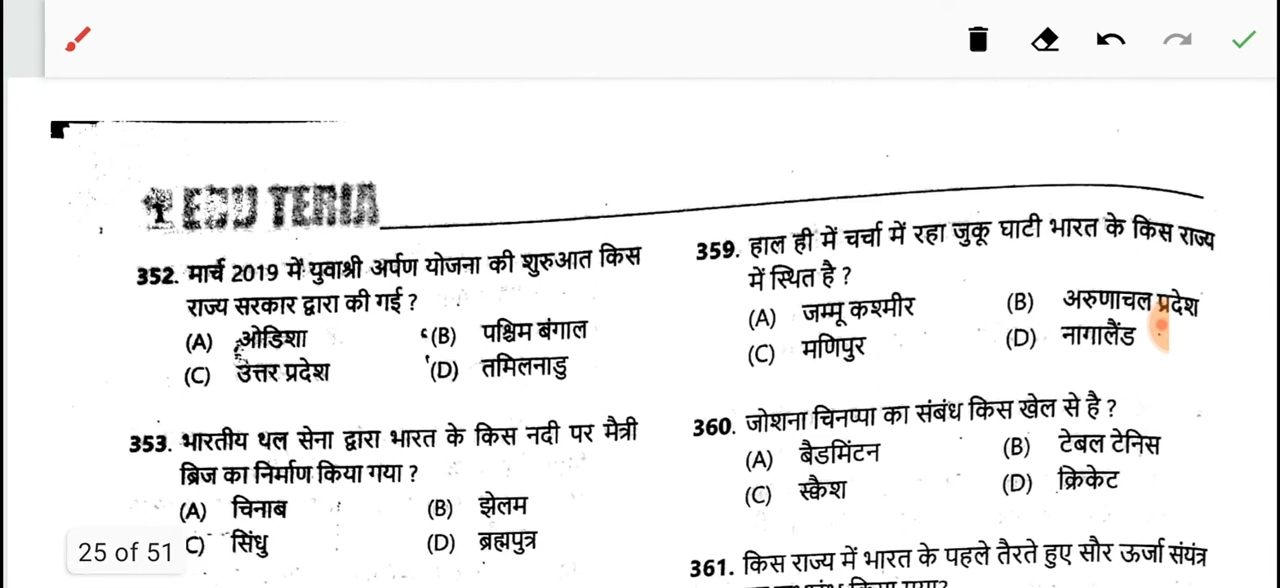 EDU TERIA
352. मार्च 2019 में युवाश्री अर्पण योजना की शुरुआत किस
राज्य सरकार द्वारा की गई ?
(A) ओडिशा (B) पश्चिम बंगाल
(C) उत्तर प्रदेश (D) तमिलनाडु
353. भारतीय थल सेना द्वारा भारत के किस नदी पर मैत्री
ब्रिज का निर्माण किया गया ?
(A) चिनाब (B) झेलम
C) सिंधु (D) ब्रह्मपुत्र
25 of 51
359. हाल ही में चर्चा में रहा जुकू घाटी भारत के किस राज्य
में स्थित है ?
(A) जम्मू कश्मीर (B) अरुणाचल प्रदेश
(C) मणिपुर (D) नागालैंड
360. जोशना चिनप्पा का संबंध किस खेल से है ?
(A) बैडमिंटन (B) टेबल टेनिस
(C) स्कैश (D) क्रिकेट
361. किस राज्य में भारत के पहले तैरते हुए सौर ऊर्जा संयंत्र